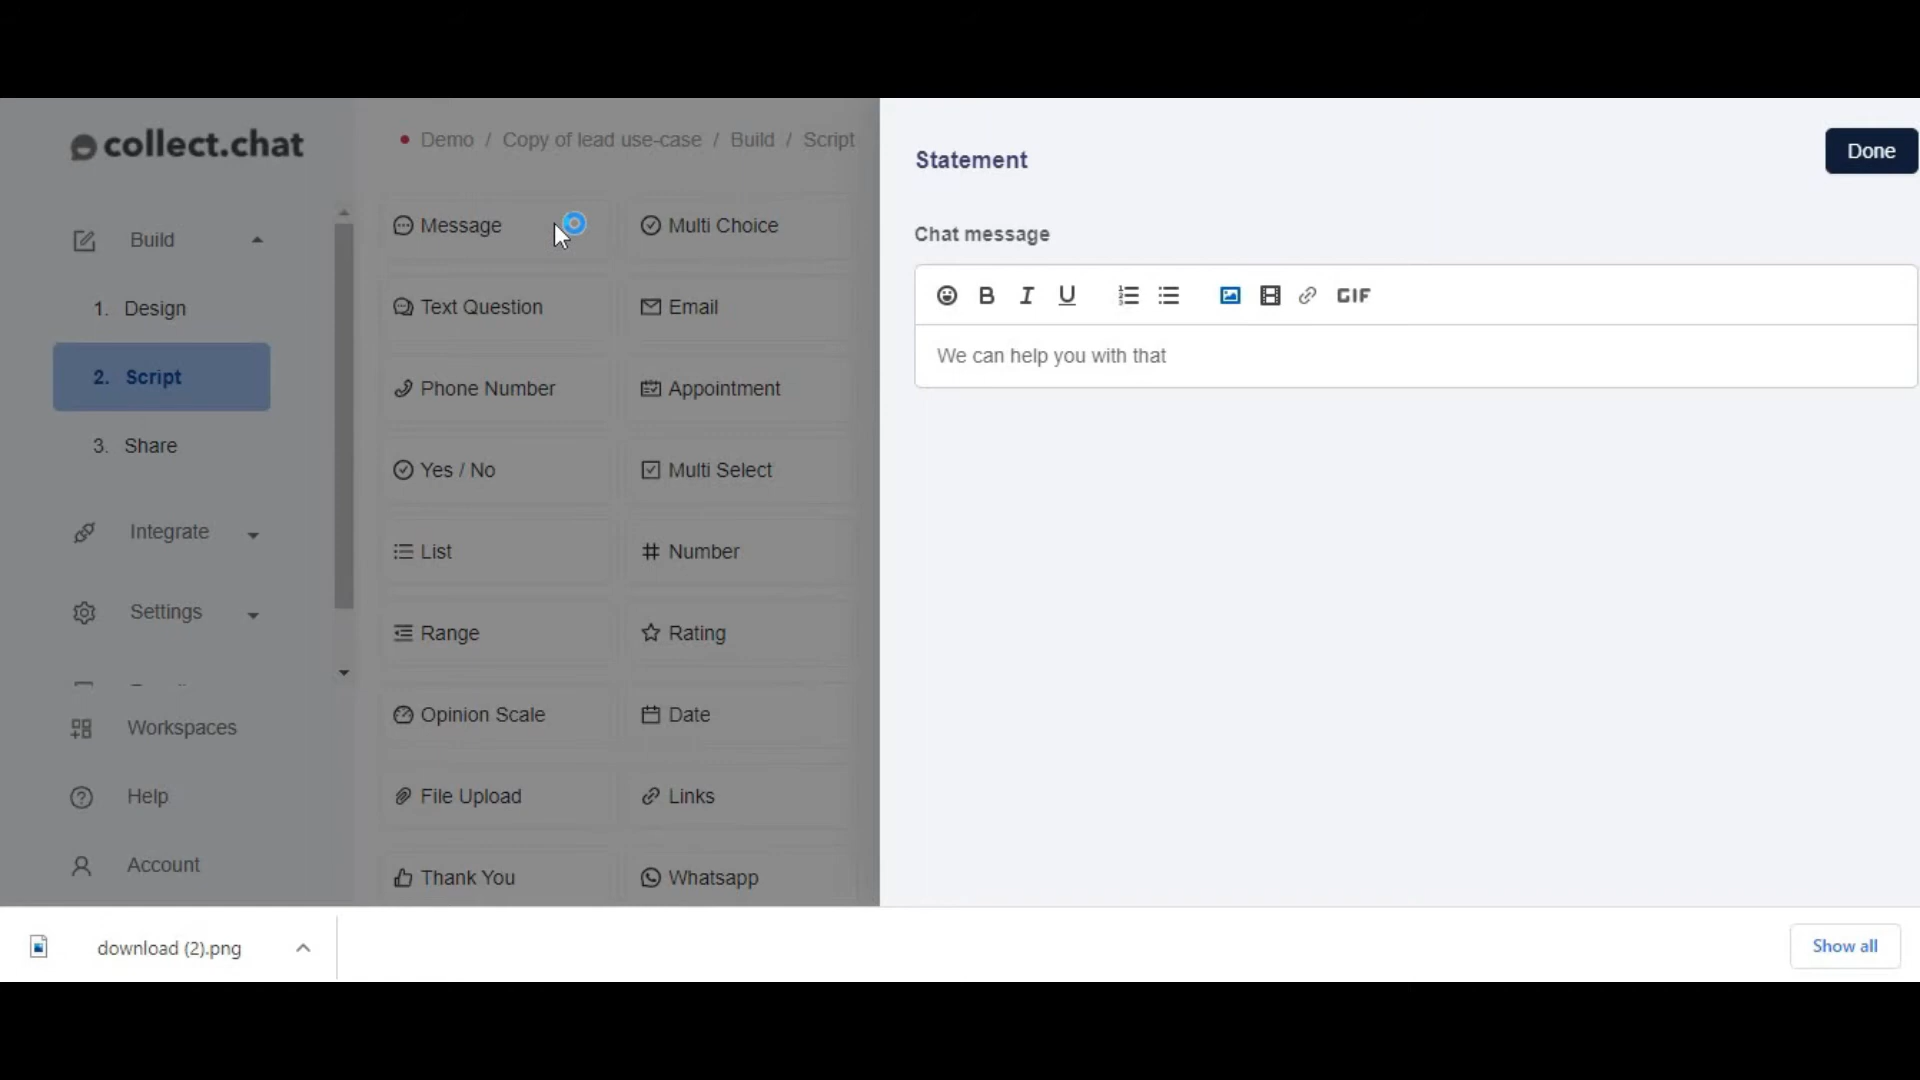 collect.chat
Demo / Copy of lead use-case / Build / Script
Build
1. Design
2. Script
3. Share
Integrate
Settings
Workspaces
Help
Account
Message
Multi Choice
Text Question
Email
Phone Number
Appointment
Yes / No
Multi Select
List
Number
Range
Rating
Opinion Scale
Date
File Upload
Links
Thank You
Whatsapp
Statement
Done
Chat message
B I U GIF
We can help you with that
download (2).png
Show all